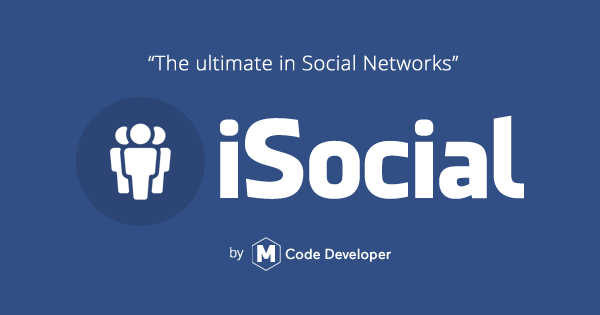 “The ultimate in Social Networks”
iSocial
by M Code Developer